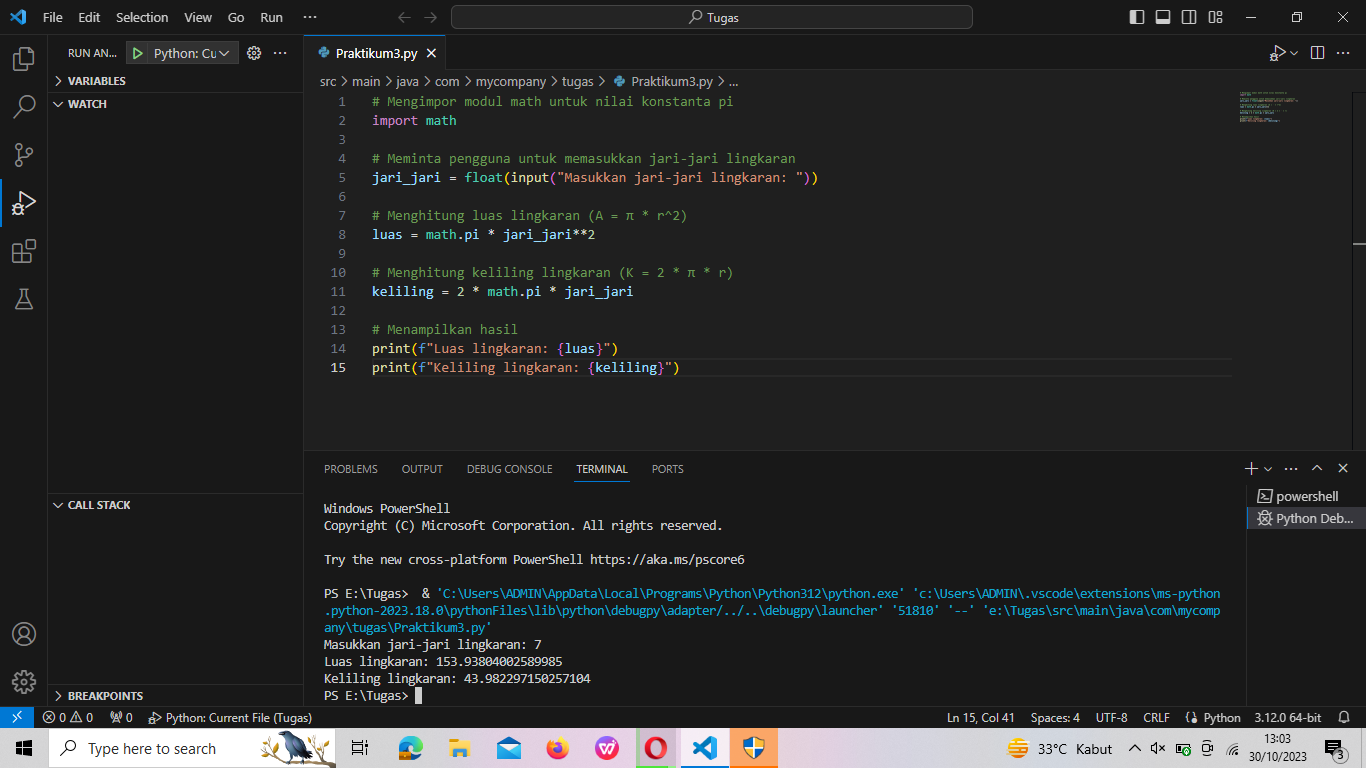 File Edit Selection View Go Run ···
Tugas
RUN AN... Python: Cu
Praktikum3.py
VARIABLES
WATCH
CALL STACK
BREAKPOINTS
src > main > java > com > mycompany > tugas > Praktikum3.py > ...
1 # Mengimpor modul math untuk nilai konstanta pi
2 import math
3
4 # Meminta pengguna untuk memasukkan jari-jari lingkaran
5 jari_jari = float(input("Masukkan jari-jari lingkaran: "))
6
7 # Menghitung luas lingkaran (A = π * r^2)
8 luas = math.pi * jari_jari**2
9
10 # Menghitung keliling lingkaran (K = 2 * π * r)
11 keliling = 2 * math.pi * jari_jari
12
13 # Menampilkan hasil
14 print(f"Luas lingkaran: {luas}")
15 print(f"Keliling lingkaran: {keliling}")
PROBLEMS OUTPUT DEBUG CONSOLE TERMINAL PORTS
powershell
Python Deb...
Windows PowerShell
Copyright (C) Microsoft Corporation. All rights reserved.
Try the new cross-platform PowerShell https://aka.ms/pscore6
PS E:\Tugas>  & 'C:\Users\ADMIN\AppData\Local\Programs\Python\Python312\python.exe' 'c:\Users\ADMIN\.vscode\extensions\ms-python
.python-2023.18.0\pythonFiles\lib\python\debugpy\adapter/../..\debugpy\launcher' '51810' '--' 'e:\Tugas\src\main\java\com\mycomp
any\tugas\Praktikum3.py'
Masukkan jari-jari lingkaran: 7
Luas lingkaran: 153.93804002589985
Keliling lingkaran: 43.982297150257104
PS E:\Tugas>
0 0 0 Python: Current File (Tugas) Ln 15, Col 41 Spaces: 4 UTF-8 CRLF Python 3.12.0 64-bit
Type here to search 33°C Kabut 13:03
30/10/2023 3